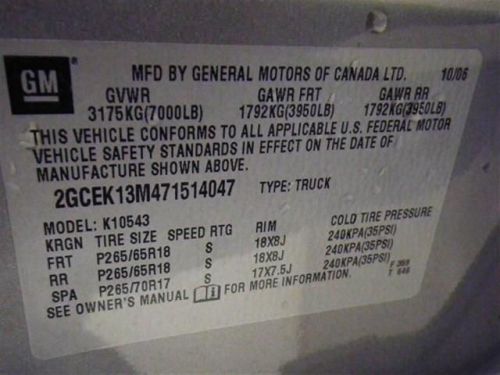 GM
MFD BY GENERAL MOTORS OF CANADA LTD. 10/06
GVWR GAWR FRT GAWR RR
3175KG(7000LB) 1792KG(3950LB) 1792KG(3950LB)
THIS VEHICLE CONFORMS TO ALL APPLICABLE U.S. FEDERAL MOTOR
VEHICLE SAFETY STANDARDS IN EFFECT ON THE DATE OF
MANUFACTURE SHOWN ABOVE.
2GCEK13M471514047 TYPE: TRUCK
MODEL: K10543
KRGN TIRE SIZE SPEED RTG RIM COLD TIRE PRESSURE
FRT P265/65R18 S 18X8J 240KPA(35PSI)
RR P265/65R18 S 18X8J 240KPA(35PSI)
SPA P265/70R17 S 17X7.5J 240KPA(35PSI)
SEE OWNER'S MANUAL FOR MORE INFORMATION.